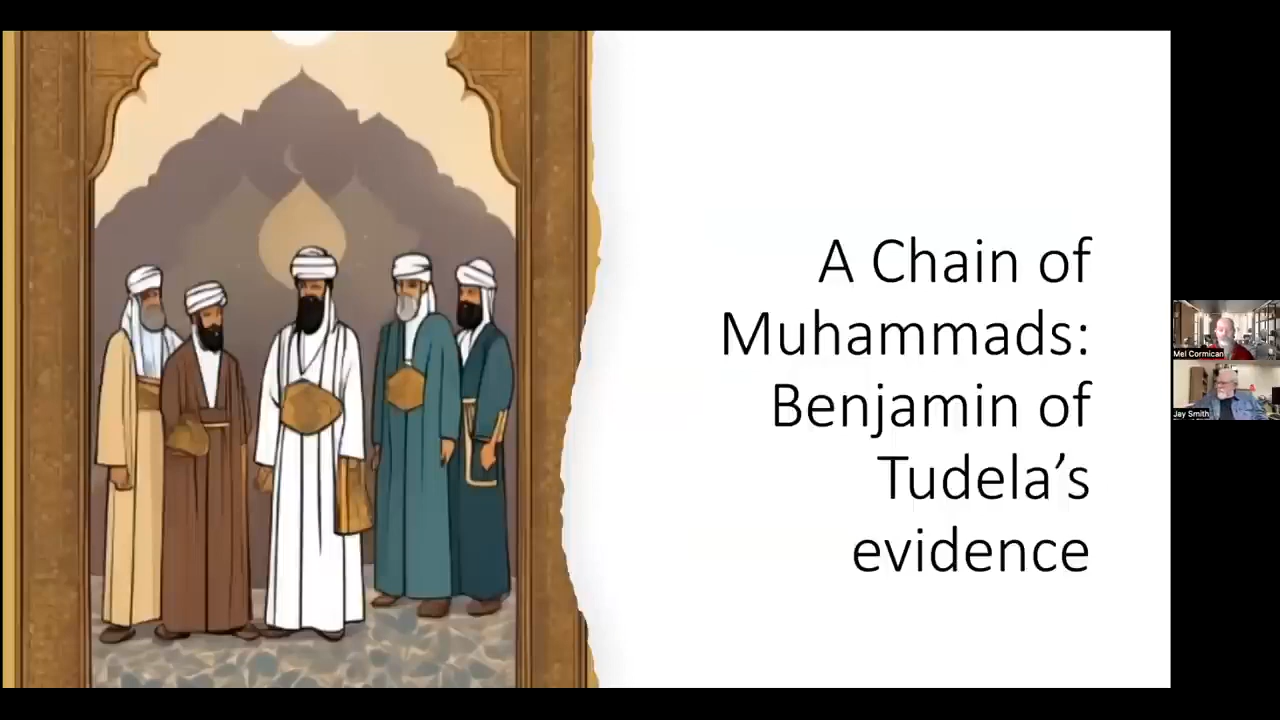 A Chain of
Muhammads:
Benjamin of
Tudela’s
evidence
Mel Cormican
Jay Smith